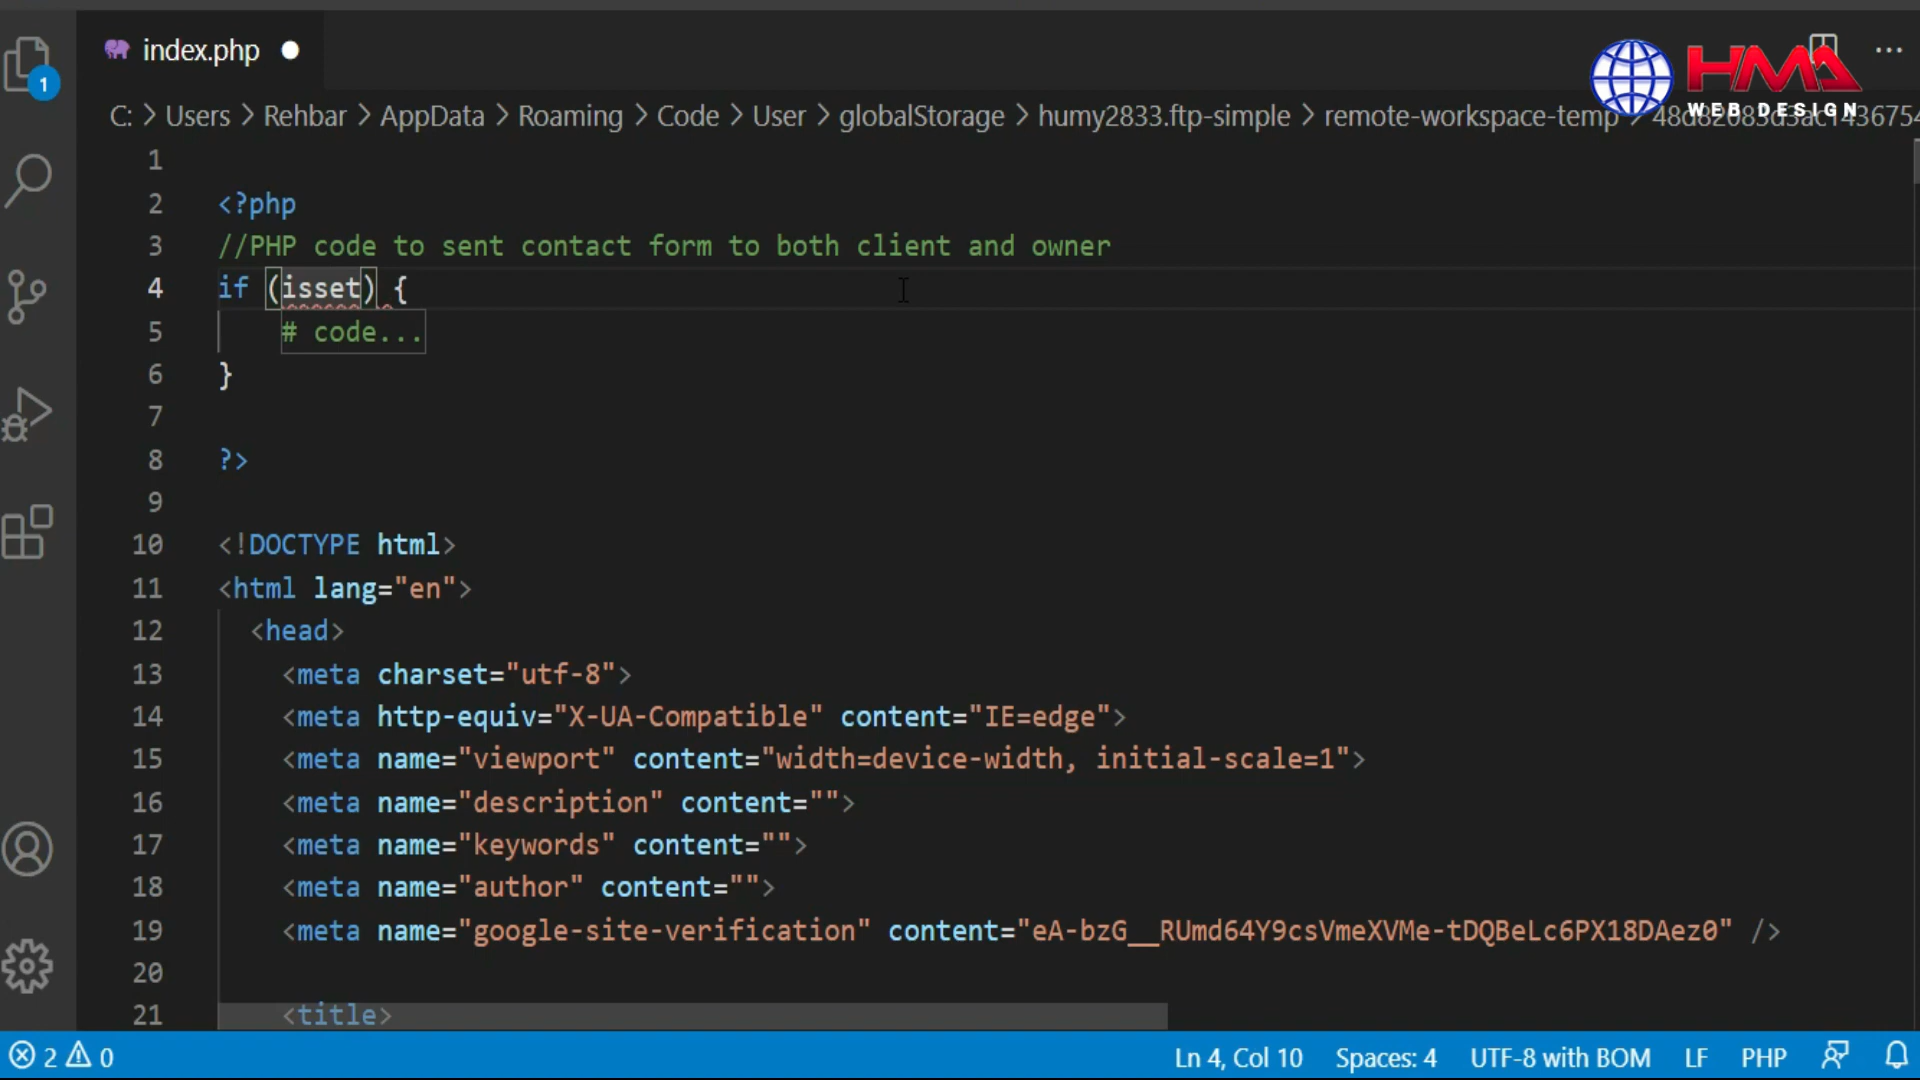 index.php
HMA
WEB DESIGN
C: > Users > Rehbar > AppData > Roaming > Code > User > globalStorage > humy2833.ftp-simple > remote-workspace-temp >
1
1
2 <?php
3 //PHP code to sent contact form to both client and owner
4 if (isset) {
5 # code...
6 }
7
8 ?>
9
10 <!DOCTYPE html>
11 <html lang="en">
12 <head>
13 <meta charset="utf-8">
14 <meta http-equiv="X-UA-Compatible" content="IE=edge">
15 <meta name="viewport" content="width=device-width, initial-scale=1">
16 <meta name="description" content="">
17 <meta name="keywords" content="">
18 <meta name="author" content="">
19 <meta name="google-site-verification" content="eA-bzG__RUmd64Y9csVmeXVMe-tDQBeLc6PX18DAez0" />
20
21 <title>
2 0 Ln 4, Col 10 Spaces: 4 UTF-8 with BOM LF PHP